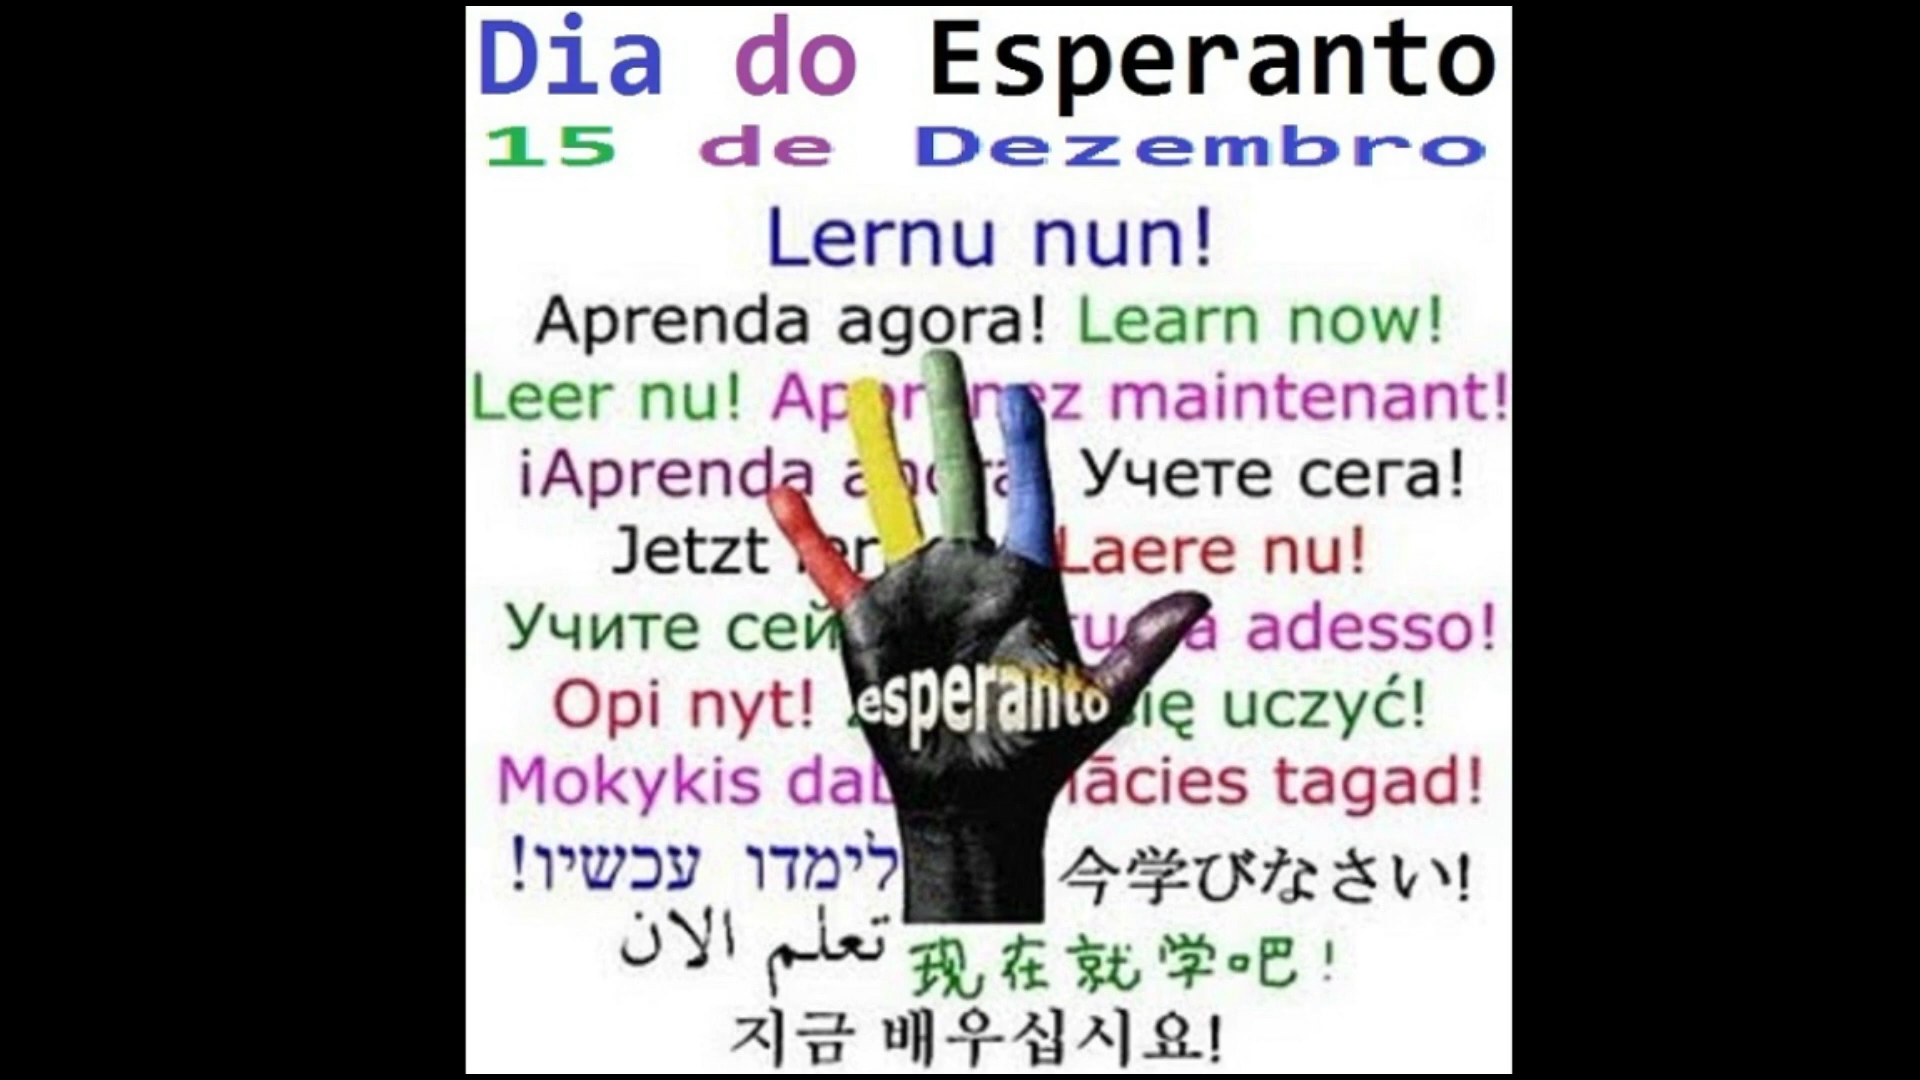 Dia do Esperanto
15 de Dezembro
Lernu nun!
Aprenda agora! Learn now!
Leer nu! maintenant!
¡Aprenda Учете сега!
Jetzt Laere nu!
Учите adesso!
Opi nyt! się uczyć!
esperanto
Mokykis tagad!
לימדו עכשיו!
今学びなさい!
تعلم الان
现在就学吧!
지금 배우십시요!